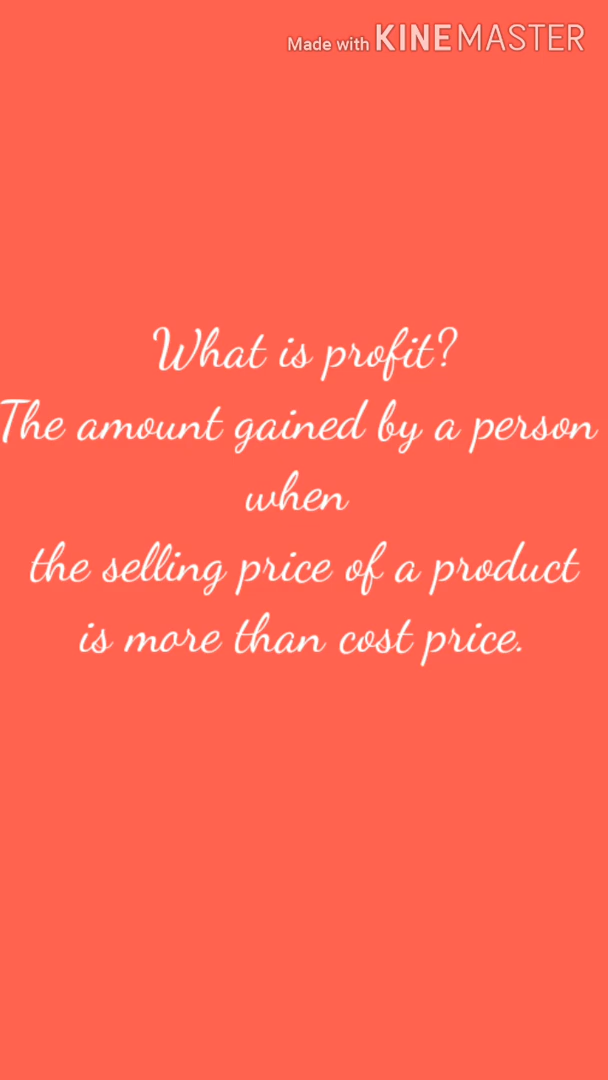 Made with KINEMASTER
What is profit?
The amount gained by a person
when
the selling price of a product
is more than cost price.